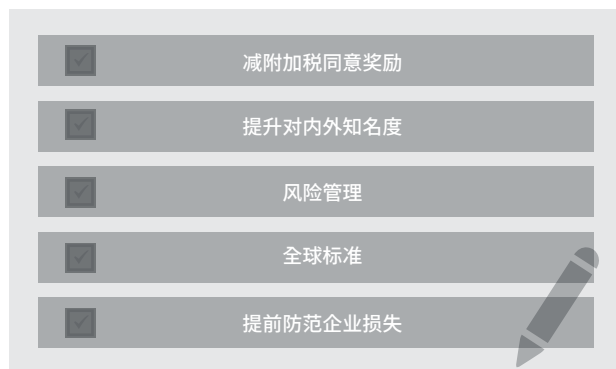 减附加税同意奖励
提升对内外知名度
风险管理
全球标准
提前防范企业损失